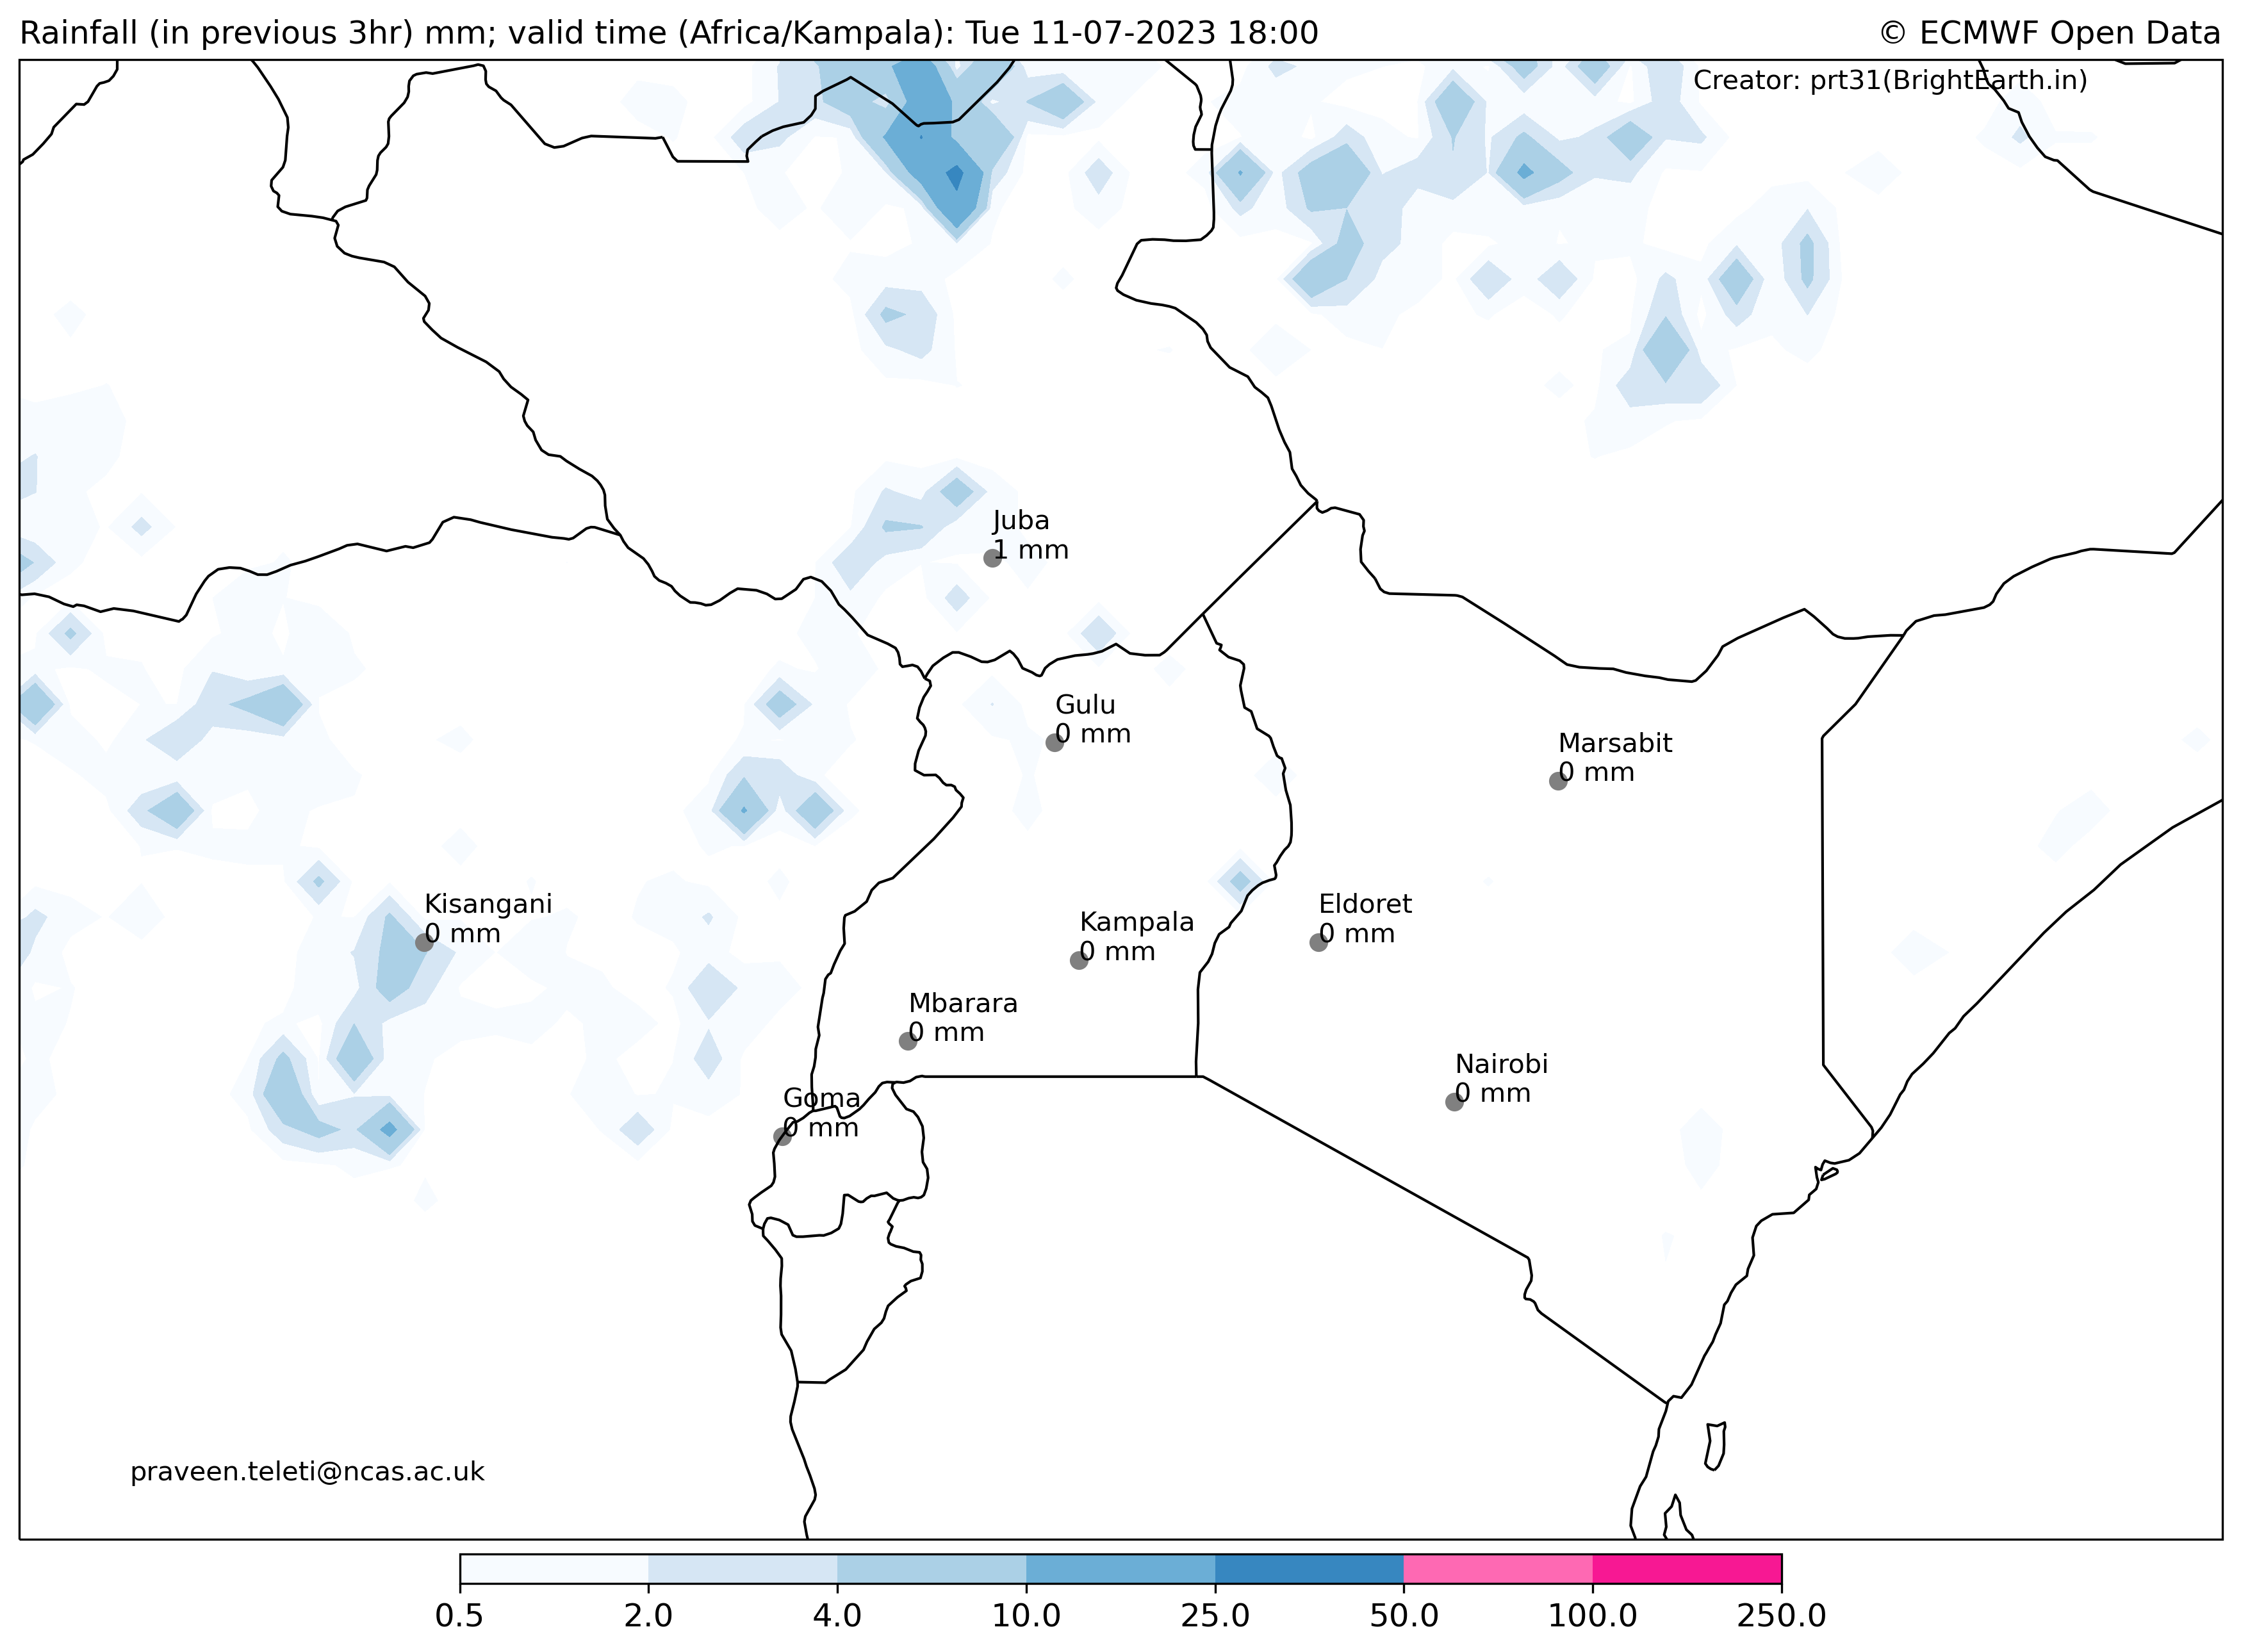 Rainfall (in previous 3hr) mm; valid time (Africa/Kampala): Tue 11-07-2023 18:00
© ECMWF Open Data
Creator: prt31(BrightEarth.in)
Juba
1 mm
Gulu
0 mm
Marsabit
0 mm
Kisangani
0 mm
Eldoret
0 mm
Kampala
0 mm
Mbarara
0 mm
Nairobi
0 mm
Goma
0 mm
praveen.teleti@ncas.ac.uk
0.5 2.0 4.0 10.0 25.0 50.0 100.0 250.0